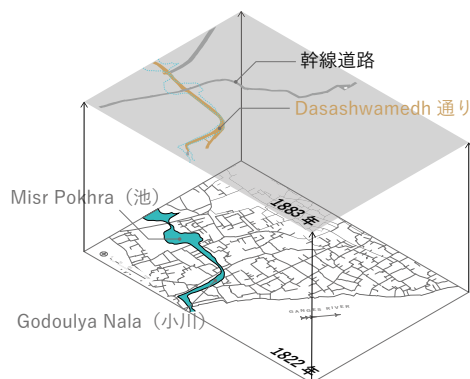 幹線道路
Dasashwamedh 通り
Misr Pokhra（池）
1883 年
Godoulya Nala（小川）
GANGES RIVER
1822 年